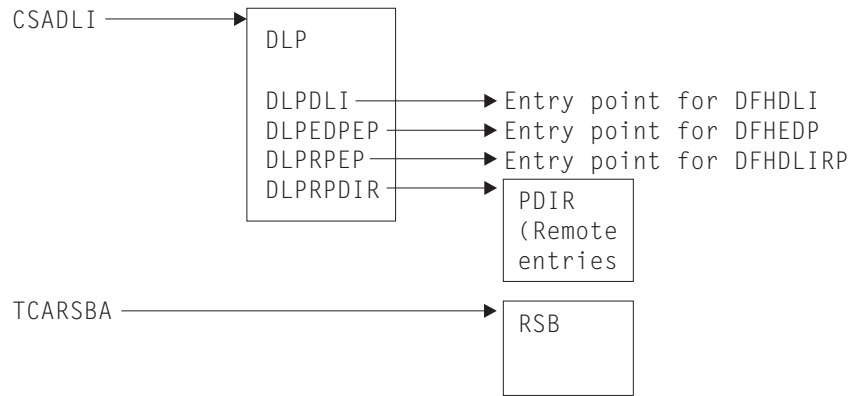 CSADLI
DLP
DLPDLI Entry point for DFHDLI
DLPEDPEP Entry point for DFHEDP
DLPRPEP Entry point for DFHDLIRP
DLPRPDIR
PDIR
(Remote
entries
TCARSBA
RSB